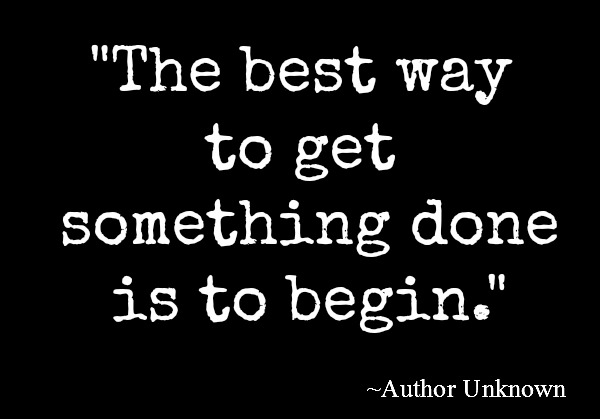 "The best way
to get
something done
is to begin."
~Author Unknown